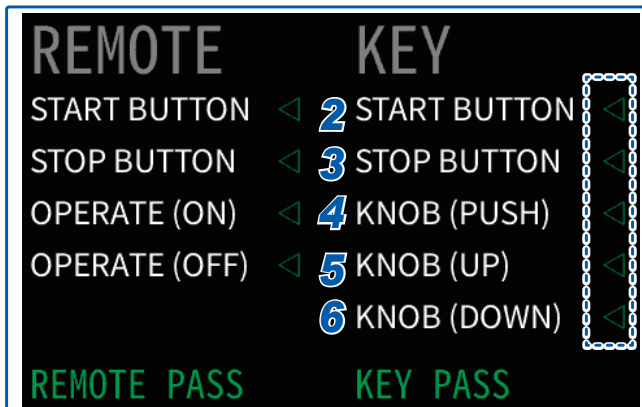 REMOTE KEY
START BUTTON ◁ 2 START BUTTON ◁
STOP BUTTON ◁ 3 STOP BUTTON ◁
OPERATE (ON) ◁ 4 KNOB (PUSH) ◁
OPERATE (OFF) ◁ 5 KNOB (UP) ◁
6 KNOB (DOWN) ◁
REMOTE PASS KEY PASS